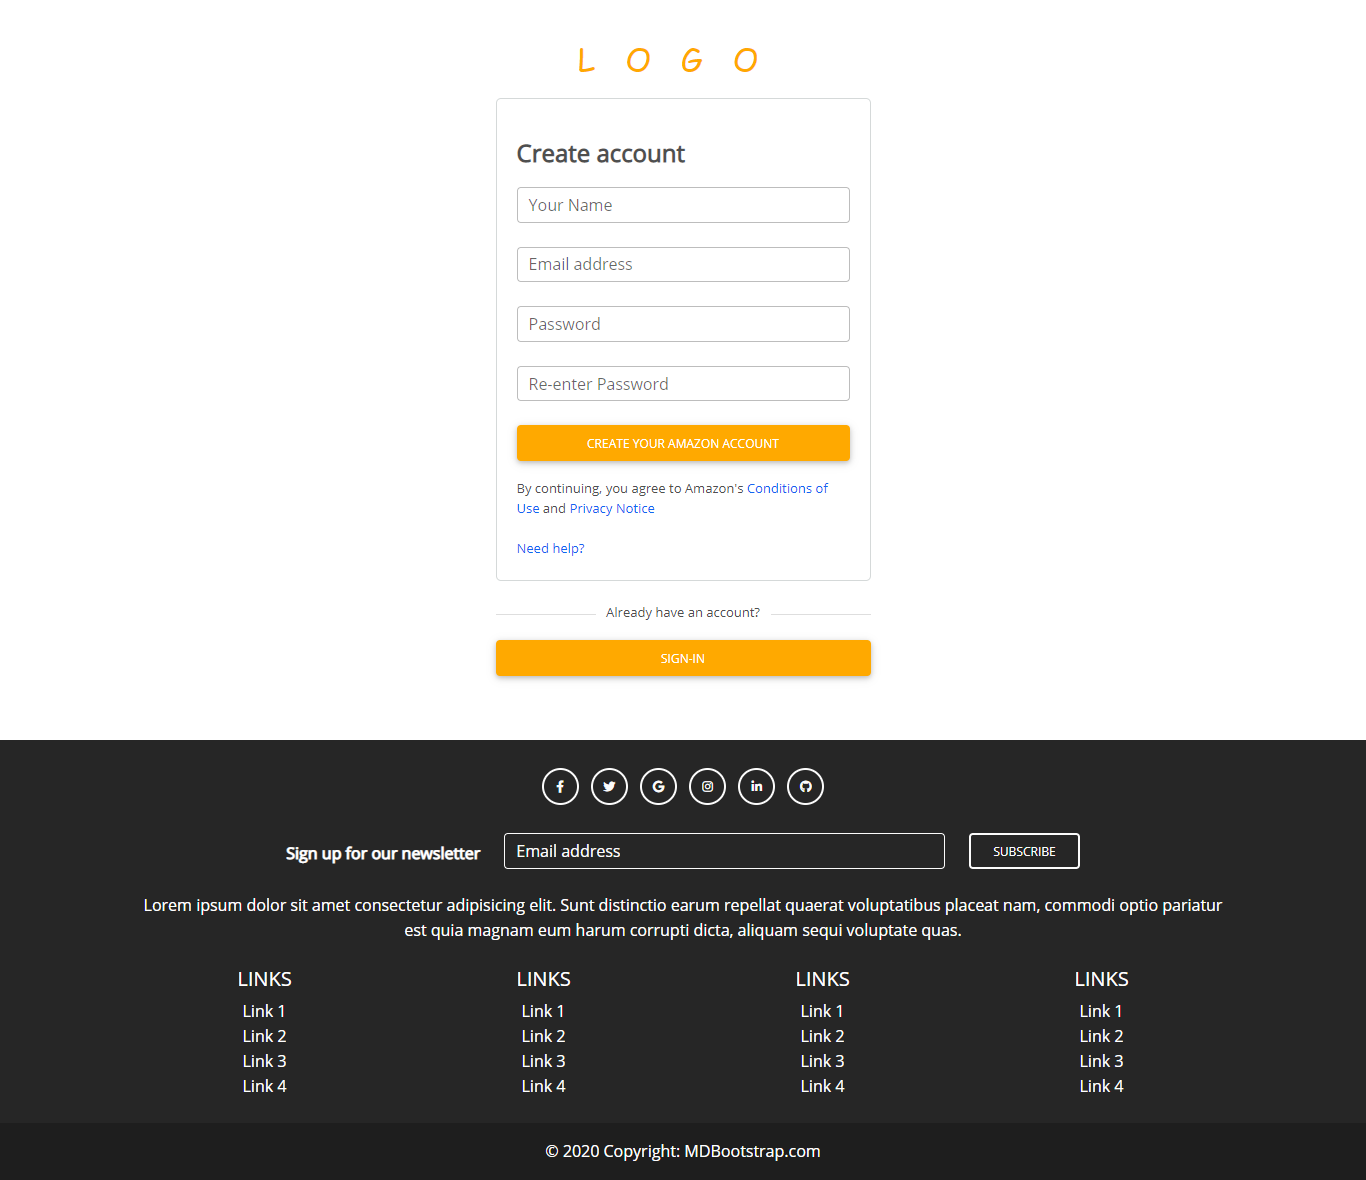 LOGO
Create account
Your Name
Email address
Password
Re-enter Password
CREATE YOUR AMAZON ACCOUNT
By continuing, you agree to Amazon's Conditions of
Use and Privacy Notice
Need help?
Already have an account?
SIGN-IN
Sign up for our newsletter
Email address
SUBSCRIBE
Lorem ipsum dolor sit amet consectetur adipisicing elit. Sunt distinctio earum repellat quaerat voluptatibus placeat nam, commodi optio pariatur
est quia magnam eum harum corrupti dicta, aliquam sequi voluptate quas.
LINKS
Link 1
Link 2
Link 3
Link 4
LINKS
Link 1
Link 2
Link 3
Link 4
LINKS
Link 1
Link 2
Link 3
Link 4
LINKS
Link 1
Link 2
Link 3
Link 4
© 2020 Copyright: MDBootstrap.com